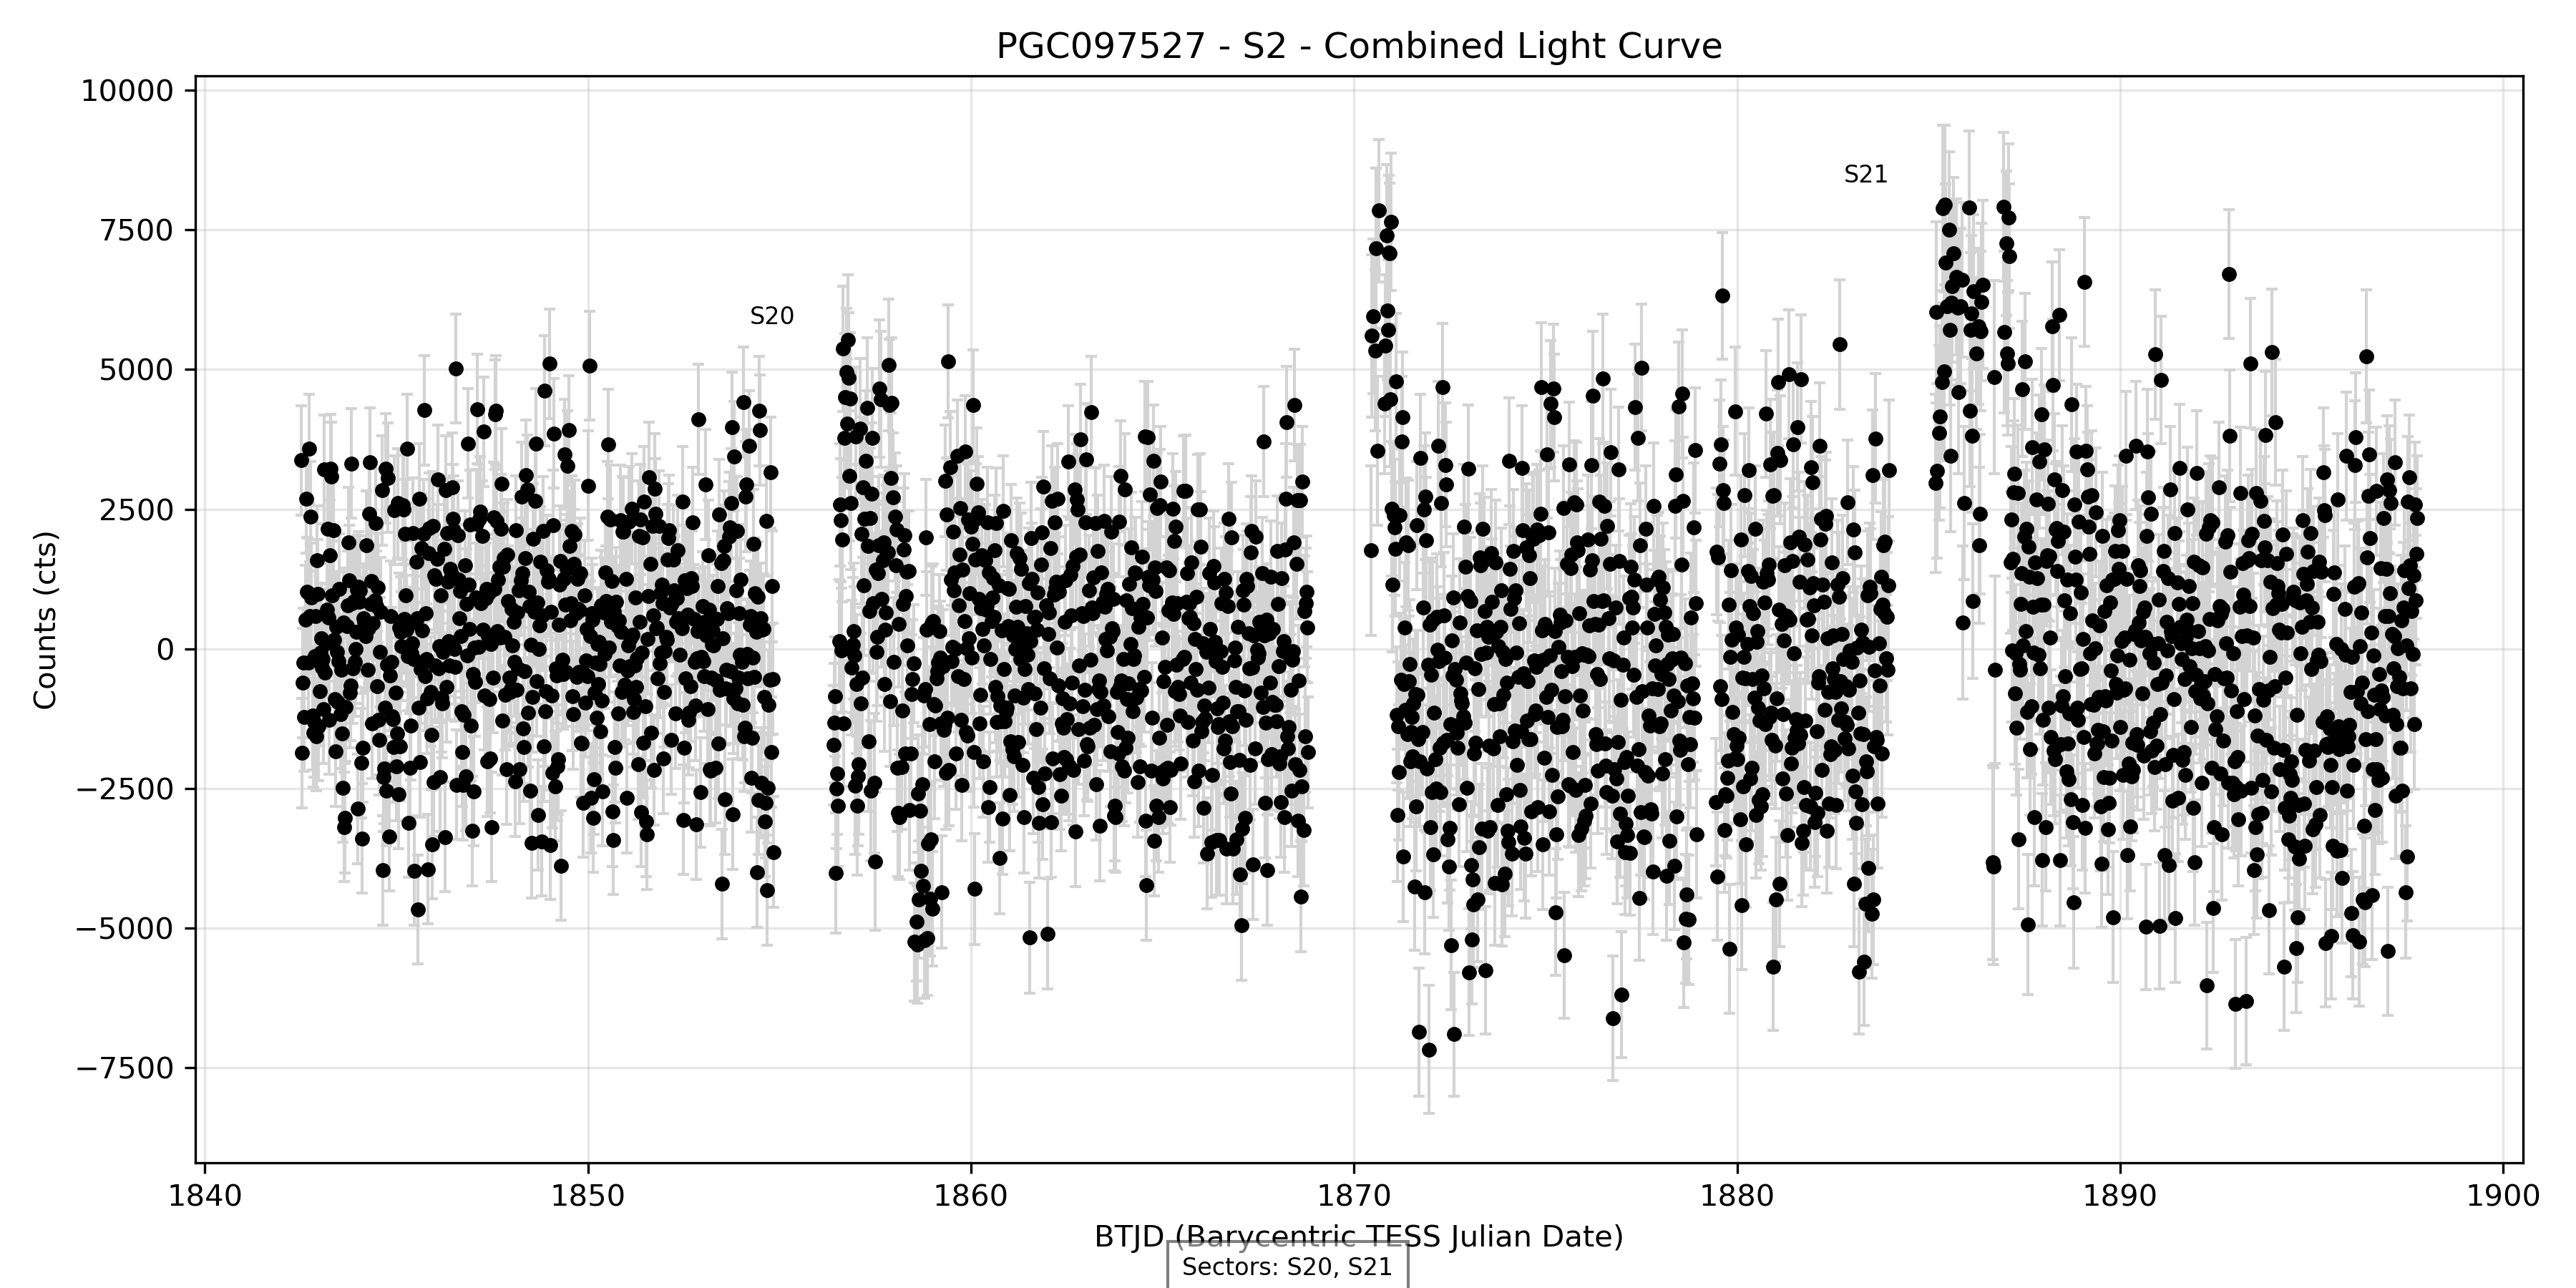 PGC097527 - S2 - Combined Light Curve
10000
7500
5000
2500
0
−2500
−5000
−7500
Counts (cts)
S20
S21
1840 1850 1860 1870 1880 1890 1900
BTJD (Barycentric TESS Julian Date)
Sectors: S20, S21